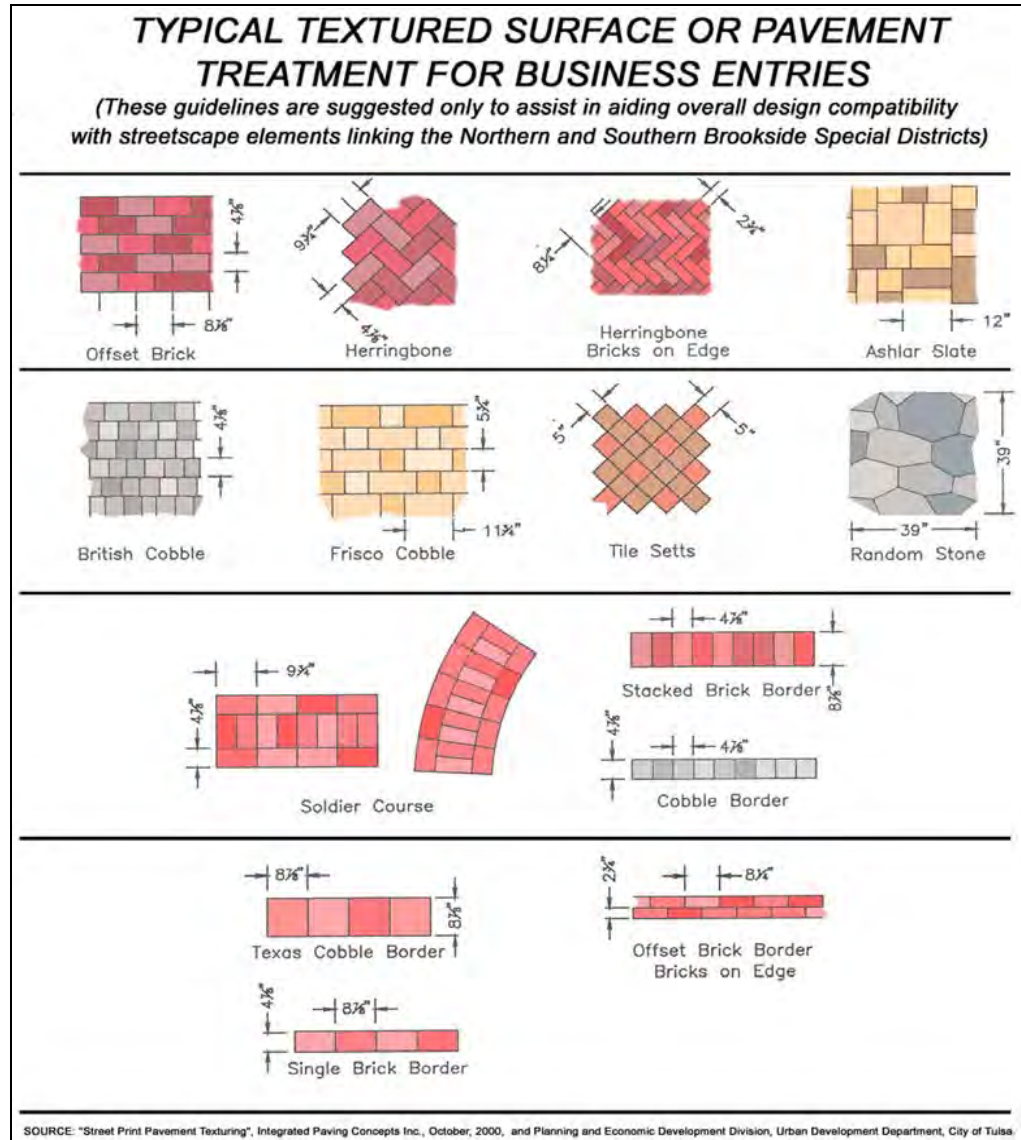 TYPICAL TEXTURED SURFACE OR PAVEMENT
TREATMENT FOR BUSINESS ENTRIES
(These guidelines are suggested only to assist in aiding overall design compatibility
with streetscape elements linking the Northern and Southern Brookside Special Districts)
4⅞"
8⅞"
Offset Brick
9¾"
4⅞"
Herringbone
2¾"
8¼"
Herringbone
Bricks on Edge
12"
Ashlar Slate
4⅞"
British Cobble
5¾"
11¾"
Frisco Cobble
5"
5"
Tile Setts
39"
39"
Random Stone
9¾"
4⅞"
Soldier Course
4⅞"
8⅞"
Stacked Brick Border
4⅞"
4⅞"
Cobble Border
8⅞"
8⅞"
Texas Cobble Border
2¾"
8¼"
Offset Brick Border
Bricks on Edge
4⅞"
8⅞"
Single Brick Border
SOURCE: "Street Print Pavement Texturing", Integrated Paving Concepts Inc., October, 2000, and Planning and Economic Development Division, Urban Development Department, City of Tulsa